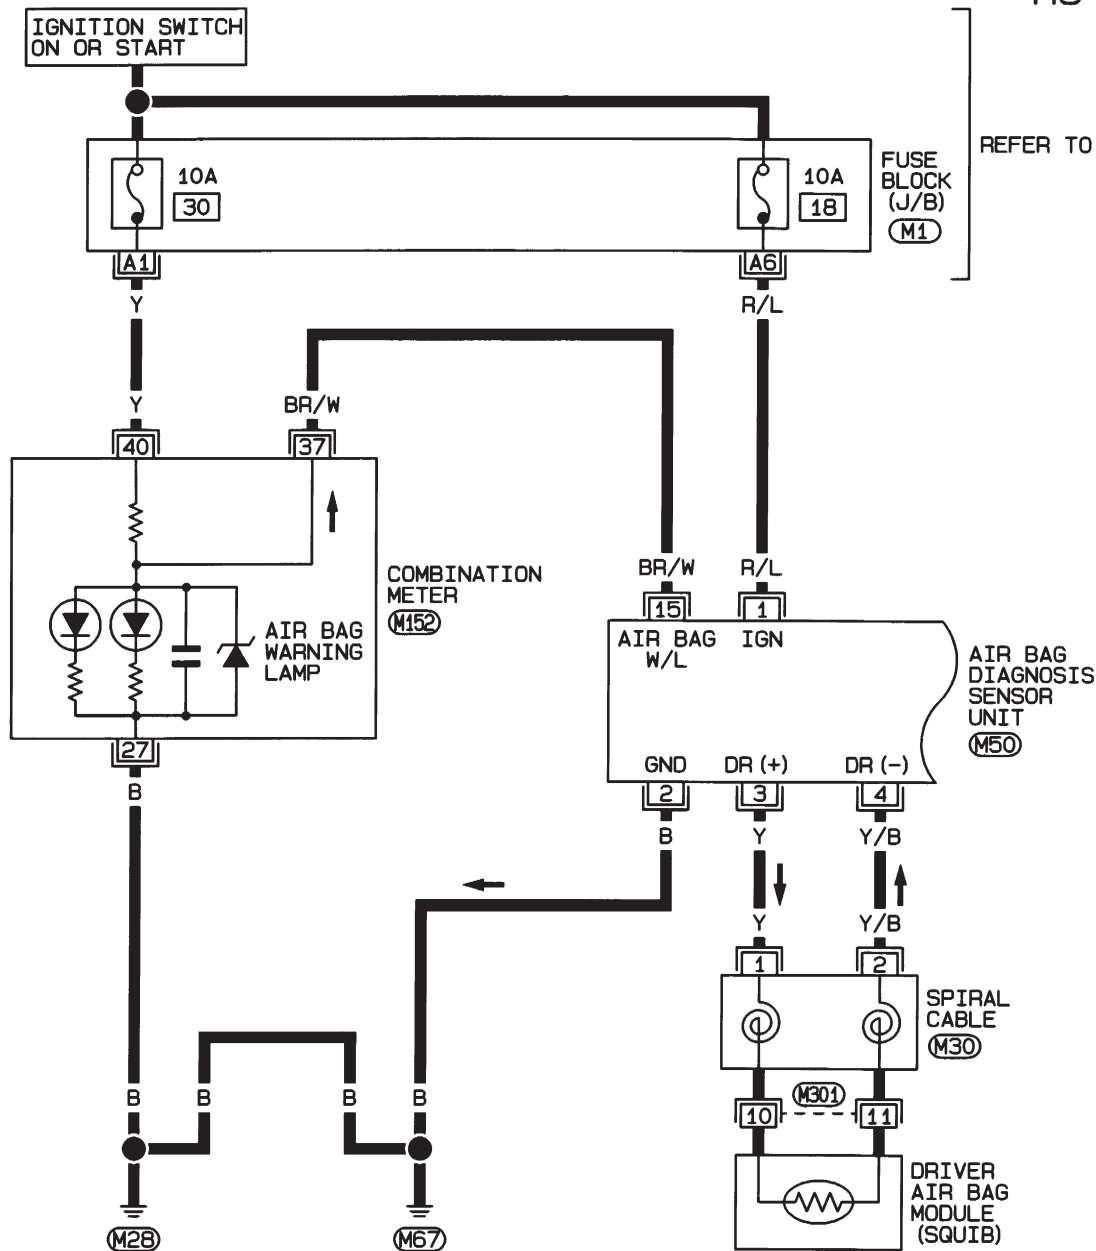 IGNITION SWITCH
ON OR START
REFER TO
10A
30
10A
18
FUSE
BLOCK
(J/B)
M1
A1
A6
Y
R/L
Y
BR/W
40
37
COMBINATION
METER
M152
AIR BAG
WARNING
LAMP
27
B
BR/W
R/L
15
1
AIR BAG
W/L
IGN
AIR BAG
DIAGNOSIS
SENSOR
UNIT
M50
GND
DR (+)
DR (-)
2
3
4
B
Y
Y/B
Y
Y/B
1
2
SPIRAL
CABLE
M30
M301
10
11
B
B
B
B
DRIVER
AIR BAG
MODULE
(SQUIB)
M28
M67